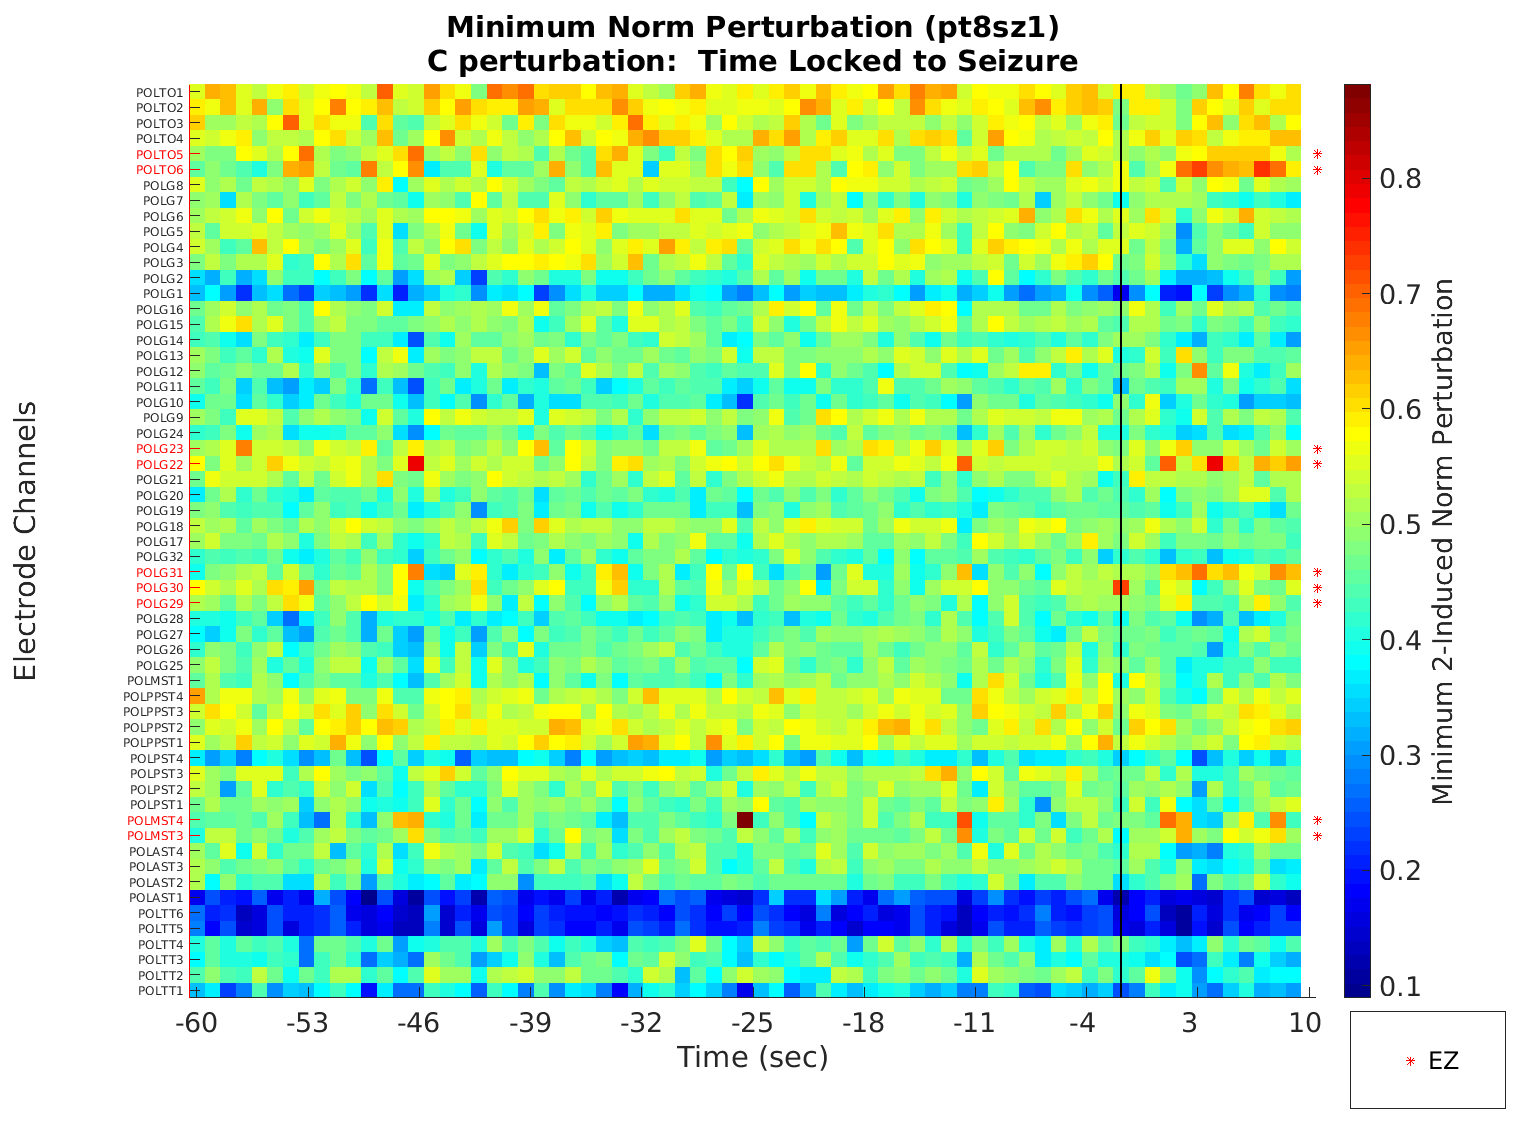 Minimum Norm Perturbation (pt8sz1)
C perturbation:  Time Locked to Seizure
Electrode Channels
POLTO1
POLTO2
POLTO3
POLTO4
POLTO5
POLTO6
POLG8
POLG7
POLG6
POLG5
POLG4
POLG3
POLG2
POLG1
POLG16
POLG15
POLG14
POLG13
POLG12
POLG11
POLG10
POLG9
POLG24
POLG23
POLG22
POLG21
POLG20
POLG19
POLG18
POLG17
POLG32
POLG31
POLG30
POLG29
POLG28
POLG27
POLG26
POLG25
POLMST1
POLPPST4
POLPPST3
POLPPST2
POLPPST1
POLPST4
POLPST3
POLPST2
POLPST1
POLMST4
POLMST3
POLAST4
POLAST3
POLAST2
POLAST1
POLTT6
POLTT5
POLTT4
POLTT3
POLTT2
POLTT1
-60 -53 -46 -39 -32 -25 -18 -11 -4 3 10
Time (sec)
0.8
0.7
0.6
0.5
0.4
0.3
0.2
0.1
Minimum 2-Induced Norm Perturbation
* EZ